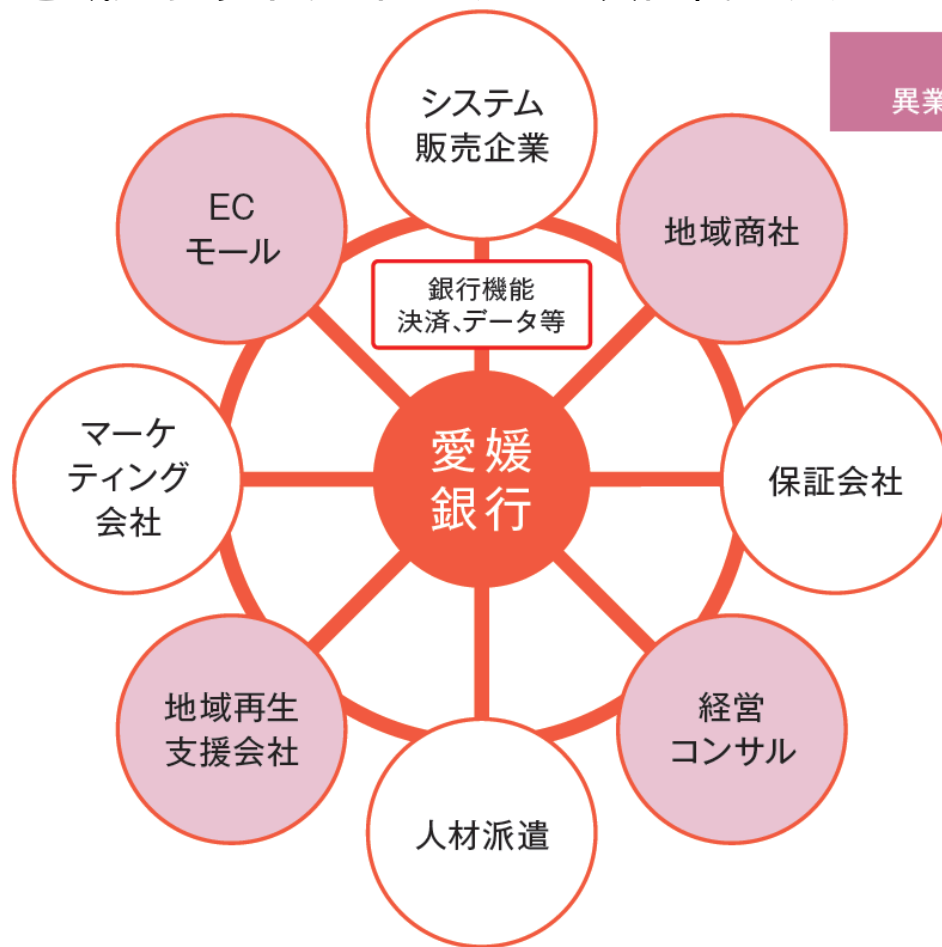 システム
販売企業
異業
EC
モール
地域商社
銀行機能
決済、データ等
マーケ
ティング
会社
愛媛
銀行
保証会社
地域再生
支援会社
経営
コンサル
人材派遣